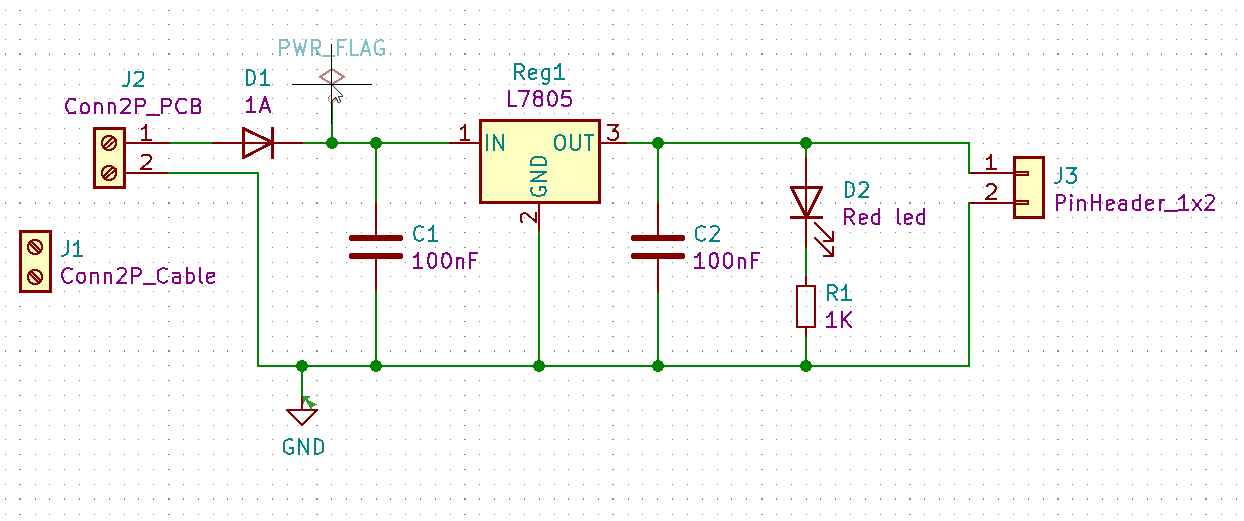 PWR_FLAG
J2
Conn2P_PCB
1
2
D1
1A
Reg1
L7805
1
IN
OUT
3
GND
2
J1
Conn2P_Cable
C1
100nF
C2
100nF
D2
Red led
R1
1K
1
2
J3
PinHeader_1x2
GND